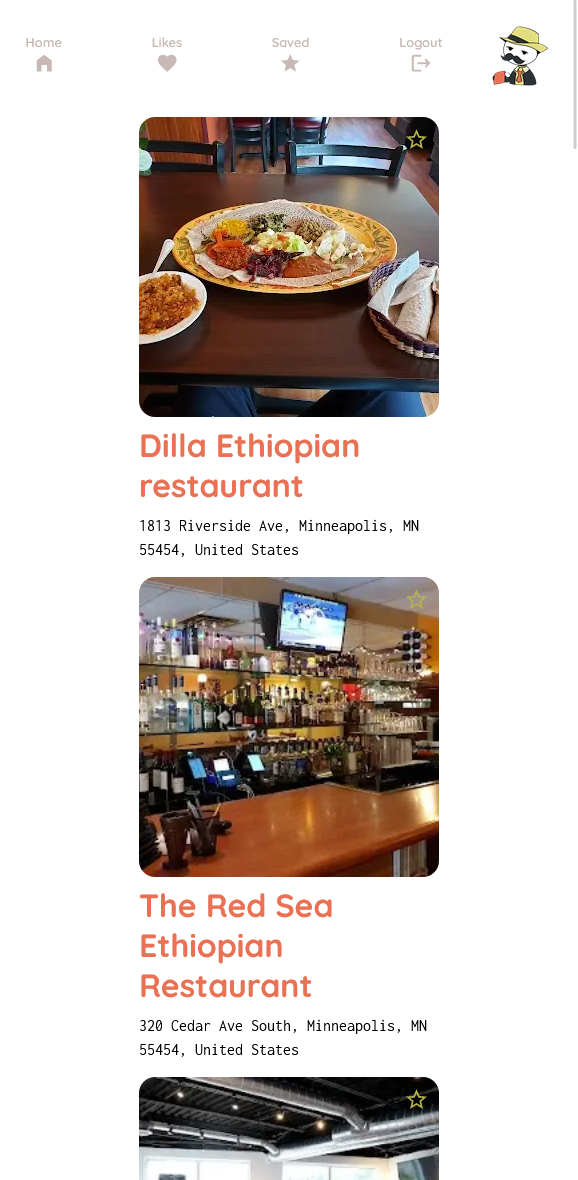 Home
Likes
Saved
Logout
Dilla Ethiopian
restaurant
1813 Riverside Ave, Minneapolis, MN
55454, United States
The Red Sea
Ethiopian
Restaurant
320 Cedar Ave South, Minneapolis, MN
55454, United States